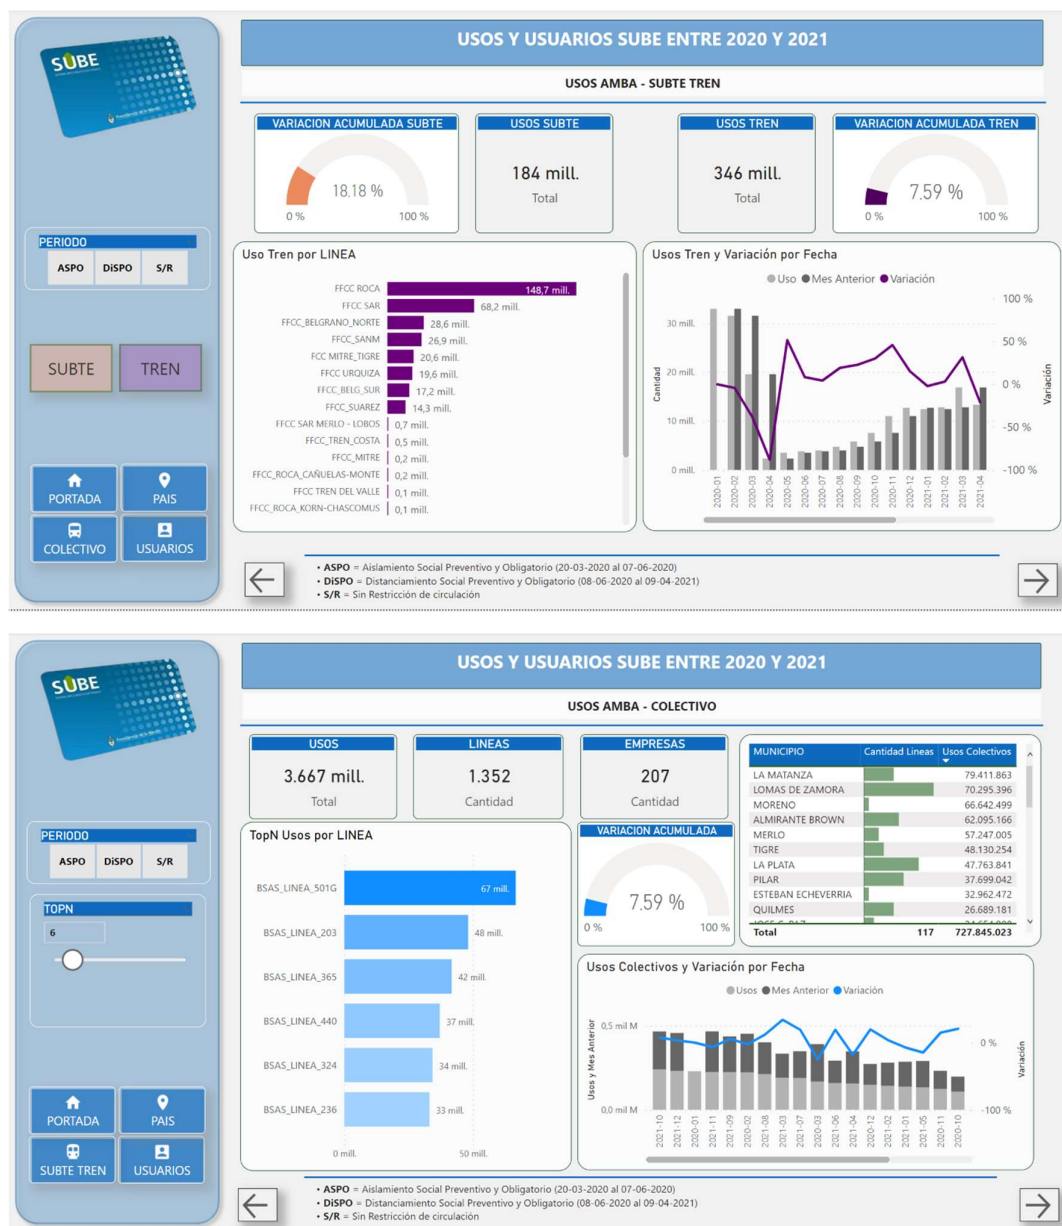 SUBE
USOS Y USUARIOS SUBE ENTRE 2020 Y 2021
USOS AMBA - SUBTE TREN
VARIACION ACUMULADA SUBTE
18.18 %
0 %
100 %
USOS SUBTE
184 mill.
Total
USOS TREN
346 mill.
Total
VARIACION ACUMULADA TREN
7.59 %
0 %
100 %
PERIODO
ASPO DiSPO S/R
SUBTE TREN
PORTADA PAIS
COLECTIVO USUARIOS
Uso Tren por LINEA
FFCC ROCA 148,7 mill.
FFCC SAR 68,2 mill.
FFCC_BELGRANO_NORTE 28,6 mill.
FFCC_SANM 26,9 mill.
FCC MITRE_TIGRE 20,6 mill.
FFCC URQUIZA 19,6 mill.
FFCC_BELG_SUR 17,2 mill.
FFCC_SUAREZ 14,3 mill.
FFCC SAR MERLO - LOBOS 0,7 mill.
FFCC_TREN_COSTA 0,5 mill.
FFCC_MITRE 0,2 mill.
FFCC_ROCA_CAÑUELAS-MONTE 0,2 mill.
FFCC TREN DEL VALLE 0,1 mill.
FFCC_ROCA_KORN-CHASCOMUS 0,1 mill.
Usos Tren y Variación por Fecha
Uso Mes Anterior Variación
Cantidad
30 mill.
20 mill.
10 mill.
0 mill.
100 %
50 %
0 %
-50 %
-100 %
Variación
2020-01 2020-02 2020-03 2020-04 2020-05 2020-06 2020-07 2020-08 2020-09 2020-10 2020-11 2020-12 2021-01 2021-02 2021-03 2021-04
• ASPO = Aislamiento Social Preventivo y Obligatorio (20-03-2020 al 07-06-2020)
• DiSPO = Distanciamiento Social Preventivo y Obligatorio (08-06-2020 al 09-04-2021)
• S/R = Sin Restricción de circulación
SUBE
USOS Y USUARIOS SUBE ENTRE 2020 Y 2021
USOS AMBA - COLECTIVO
USOS
3.667 mill.
Total
LINEAS
1.352
Cantidad
EMPRESAS
207
Cantidad
PERIODO
ASPO DiSPO S/R
TOPN
6
PORTADA PAIS
SUBTE TREN USUARIOS
TopN Usos por LINEA
BSAS_LINEA_501G 67 mill.
BSAS_LINEA_203 48 mill.
BSAS_LINEA_365 42 mill.
BSAS_LINEA_440 37 mill.
BSAS_LINEA_324 34 mill.
BSAS_LINEA_236 33 mill.
0 mill. 50 mill.
VARIACION ACUMULADA
7.59 %
0 % 100 %
MUNICIPIO Cantidad Lineas Usos Colectivos
LA MATANZA 79.411.863
LOMAS DE ZAMORA 70.295.396
MORENO 66.642.499
ALMIRANTE BROWN 62.095.166
MERLO 57.247.005
TIGRE 48.130.254
LA PLATA 47.763.841
PILAR 37.699.042
ESTEBAN ECHEVERRIA 32.962.472
QUILMES 26.689.181
Total 117 727.845.023
Usos Colectivos y Variación por Fecha
Usos Mes Anterior Variación
Usos y Mes Anterior
0,5 mil M
0,0 mil M
0 %
-100 %
Variación
2021-10 2021-12 2020-01 2021-11 2021-09 2020-02 2021-08 2021-03 2021-07 2020-03 2021-06 2021-04 2020-12 2021-02 2021-01 2021-05 2020-11 2020-10
• ASPO = Aislamiento Social Preventivo y Obligatorio (20-03-2020 al 07-06-2020)
• DiSPO = Distanciamiento Social Preventivo y Obligatorio (08-06-2020 al 09-04-2021)
• S/R = Sin Restricción de circulación